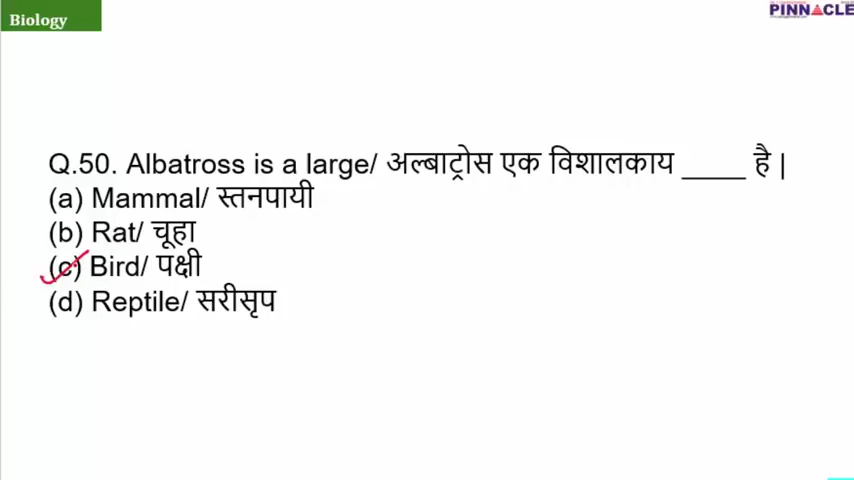 Biology
PINNACLE
Q.50. Albatross is a large/ अल्बाट्रोस एक विशालकाय ____ है |
(a) Mammal/ स्तनपायी
(b) Rat/ चूहा
(c) Bird/ पक्षी
(d) Reptile/ सरीसृप